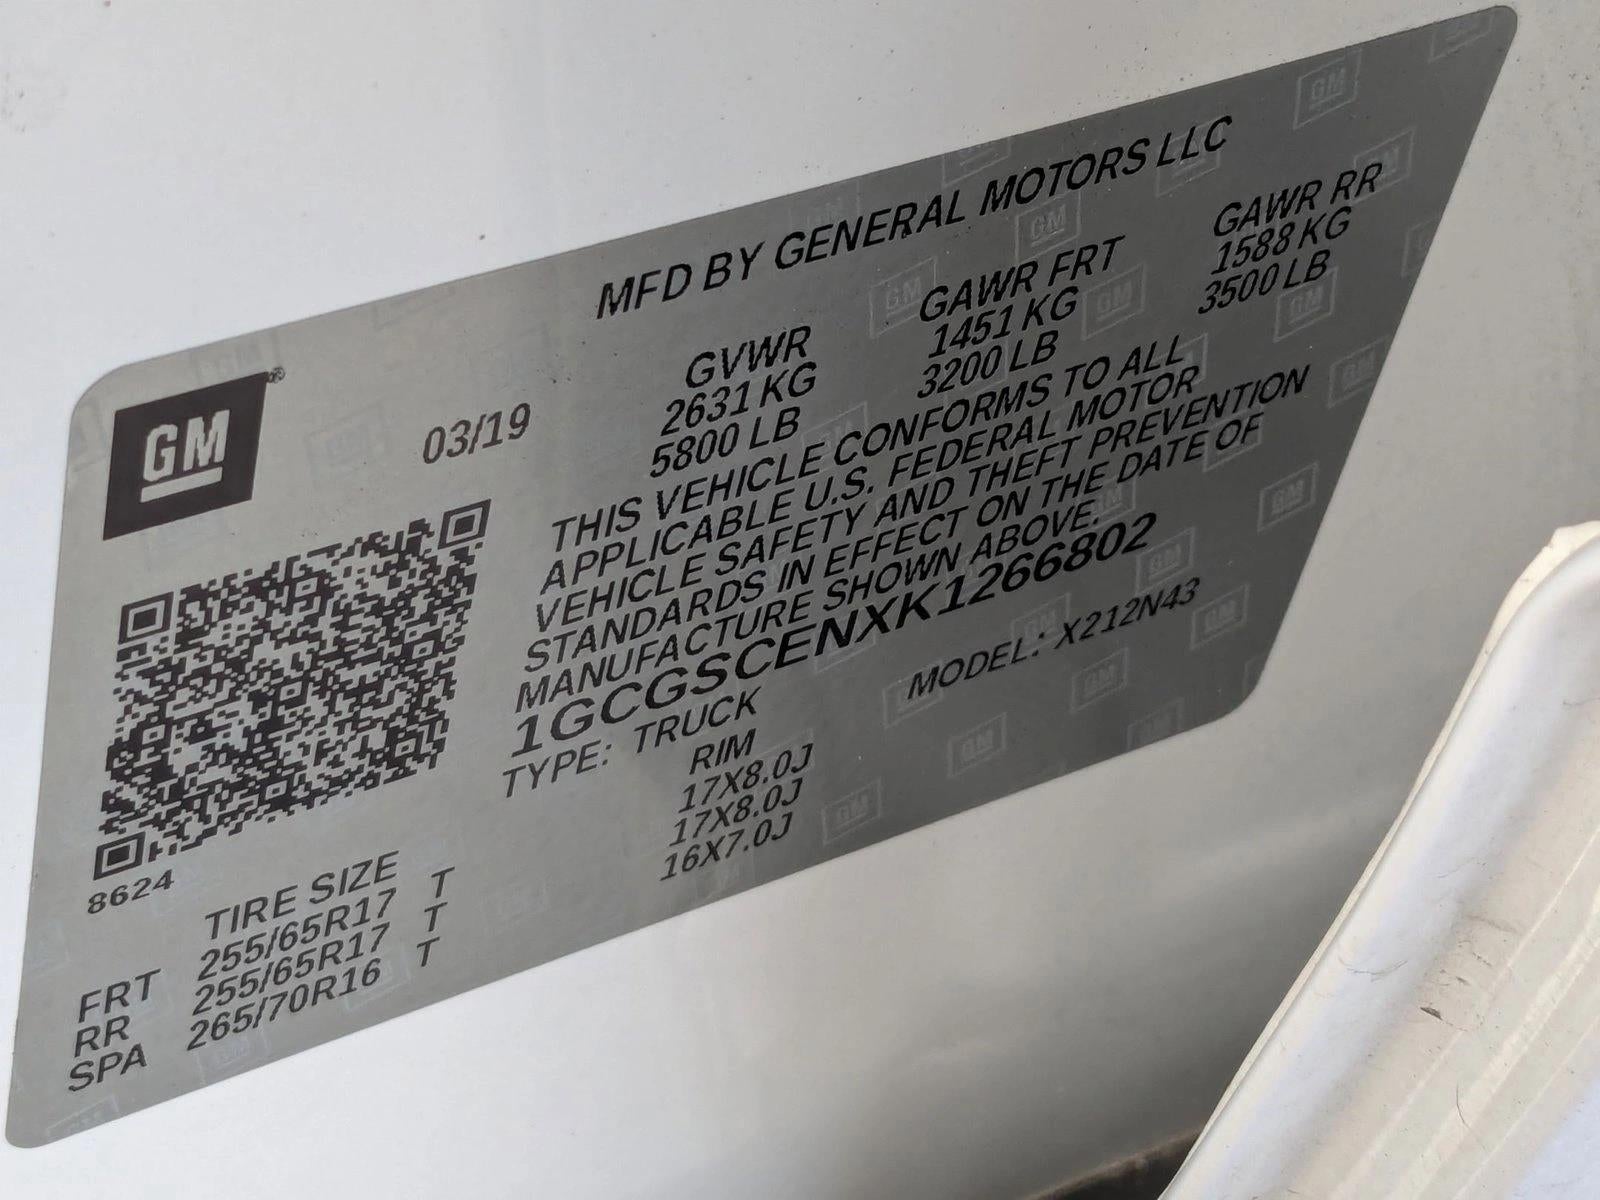 MFD BY GENERAL MOTORS LLC
GM®
03/19
GVWR GAWR FRT GAWR RR
2631 KG 1451 KG 1588 KG
5800 LB 3200 LB 3500 LB
THIS VEHICLE CONFORMS TO ALL
APPLICABLE U.S. FEDERAL MOTOR
VEHICLE SAFETY AND THEFT PREVENTION
STANDARDS IN EFFECT ON THE DATE OF
MANUFACTURE SHOWN ABOVE.
1GCGSCENXK1266802
TYPE: TRUCK MODEL: X212N43
8624
TIRE SIZE RIM
FRT 255/65R17 T 17X8.0J
RR 255/65R17 T 17X8.0J
SPA 265/70R16 T 16X7.0J